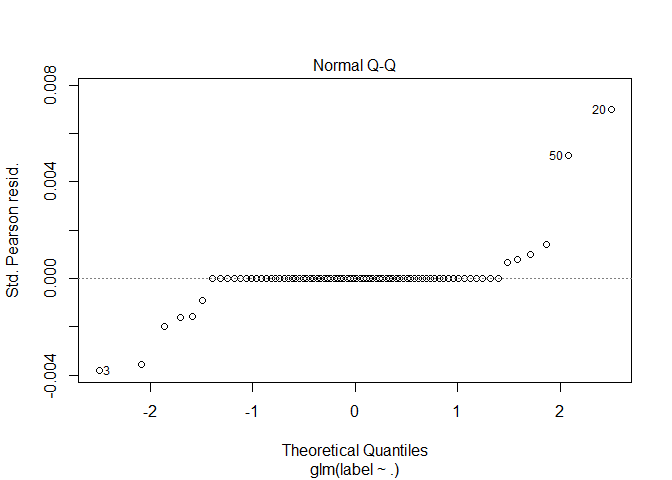 Normal Q-Q
0.008
20
50
0.004
Std. Pearson resid.
0.000
-0.004
3
-2 -1 0 1 2
Theoretical Quantiles
glm(label ~ .)